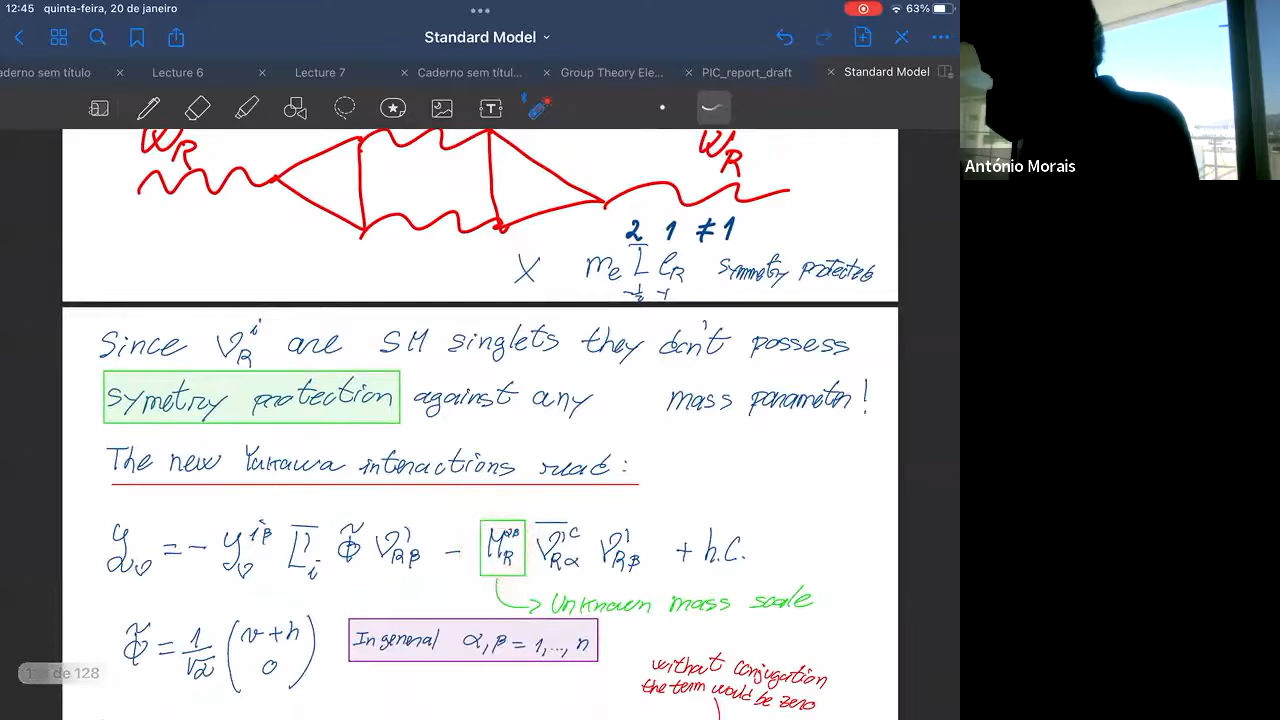 12:45 quinta-feira, 20 de janeiro
63%
Standard Model
aderno sem título
Lecture 6
Lecture 7
Caderno sem títul...
Group Theory Ele...
PIC_report_draft
Standard Model
António Morais
W_R
W_R
2 1 ≠ 1
X m_e L̄ e_R symmetry protected
Since ν_R^i are SM singlets they don't possess
symetry protection against any mass parameter!
The new Yukawa interactions read:
ℒ_ν = - y_ν^{iβ} L̄_i Φ̃ ν_{Rβ} - M_R^{αβ} ν̄^c_{Rα} ν_{Rβ} + h.c.
Unknown mass scale
Φ̃ = 1/√2 (v + h
0)
In general α, β = 1, ..., n
de 128
without conjugation
the term would be zero